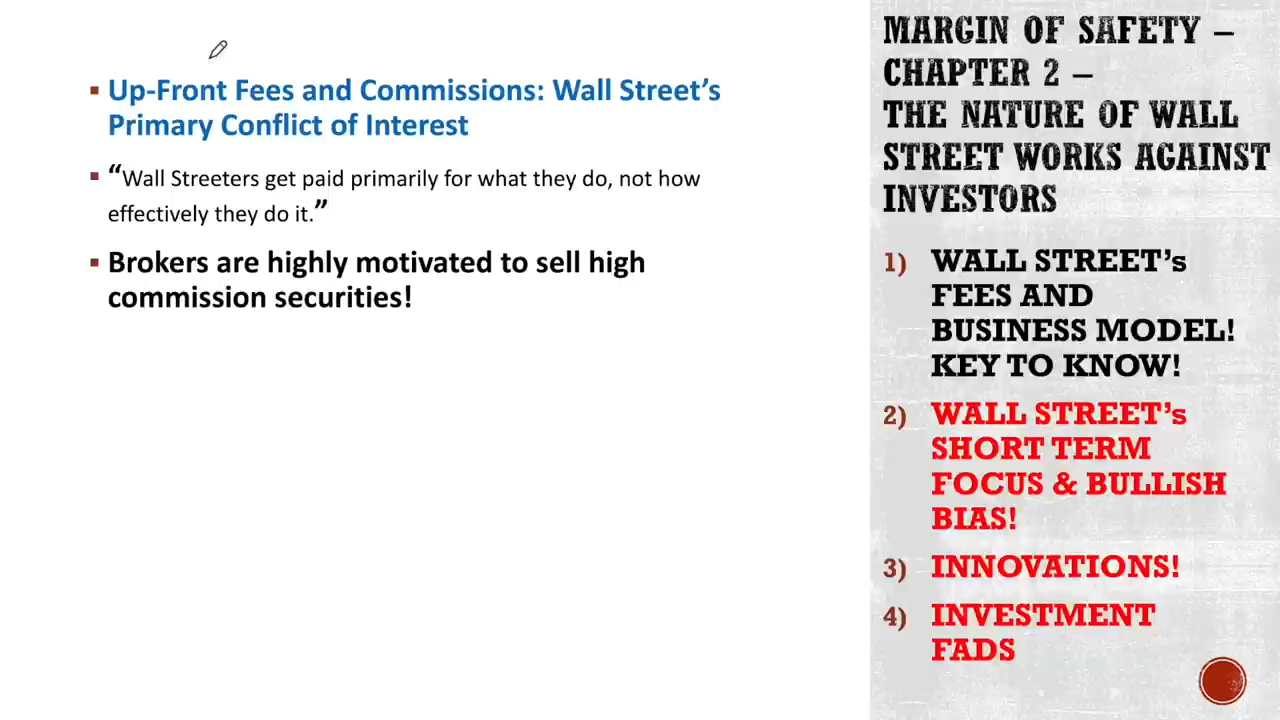 ▪ Up-Front Fees and Commissions: Wall Street’s
Primary Conflict of Interest
▪ “Wall Streeters get paid primarily for what they do, not how
effectively they do it.”
▪ Brokers are highly motivated to sell high
commission securities!
MARGIN OF SAFETY –
CHAPTER 2 –
THE NATURE OF WALL
STREET WORKS AGAINST
INVESTORS
1) WALL STREET’s
FEES AND
BUSINESS MODEL!
KEY TO KNOW!
2) WALL STREET’s
SHORT TERM
FOCUS & BULLISH
BIAS!
3) INNOVATIONS!
4) INVESTMENT
FADS